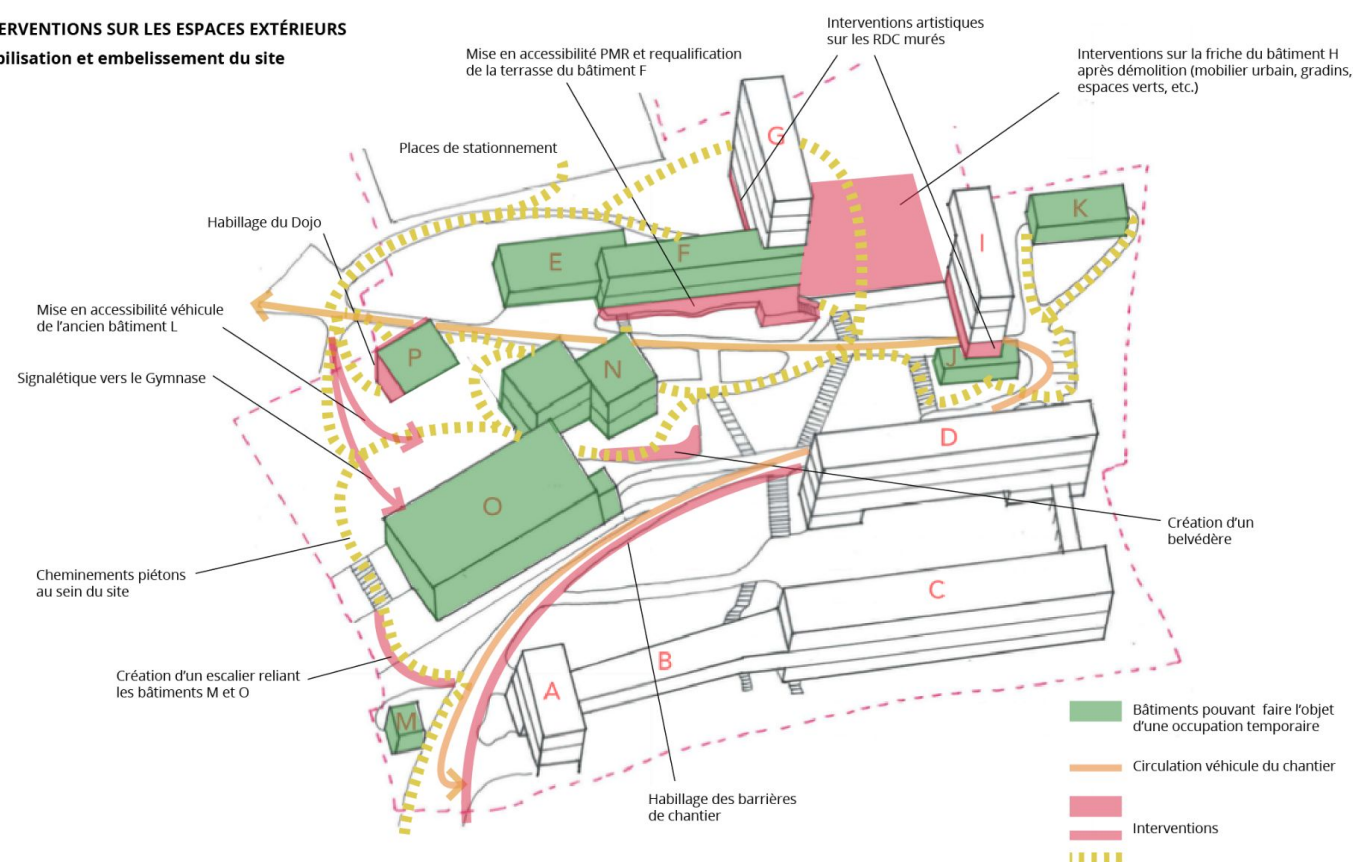 ERVENTIONS SUR LES ESPACES EXTÉRIEURS
bilisation et embelissement du site
Interventions artistiques
sur les RDC murés
Mise en accessibilité PMR et requalification
de la terrasse du bâtiment F
Interventions sur la friche du bâtiment H
après démolition (mobilier urbain, gradins,
espaces verts, etc.)
Places de stationnement
Habillage du Dojo
Mise en accessibilité véhicule
de l'ancien bâtiment L
Signalétique vers le Gymnase
G
K
I
E
F
P
N
J
D
O
Création d'un
belvédère
Cheminements piétons
au sein du site
C
B
A
Création d'un escalier reliant
les bâtiments M et O
M
Bâtiments pouvant faire l'objet
d'une occupation temporaire
Circulation véhicule du chantier
Habillage des barrières
de chantier
Interventions